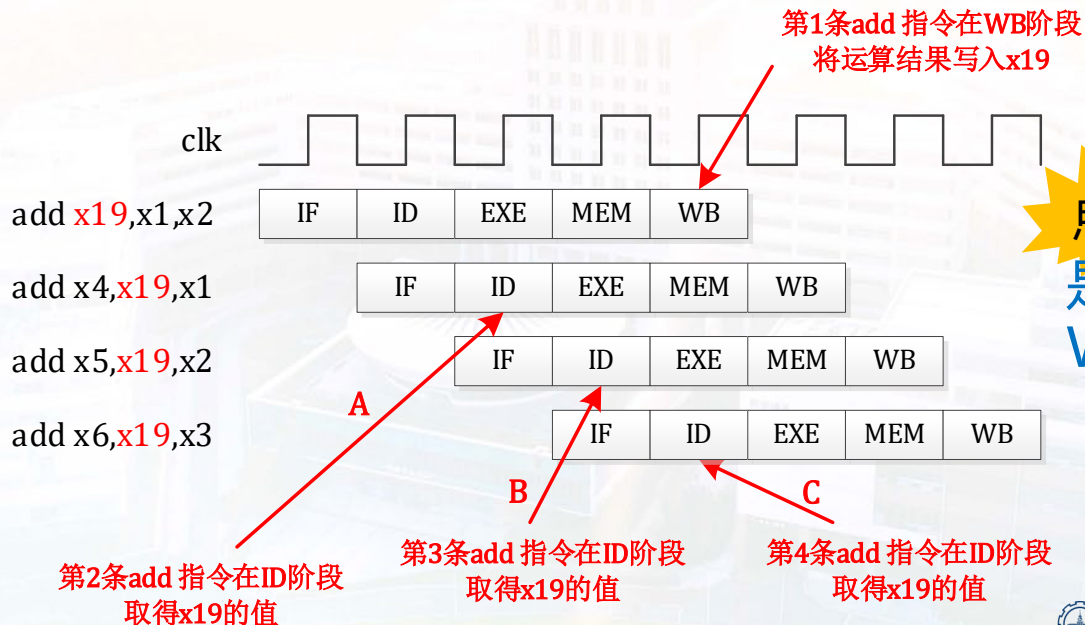 第1条add 指令在WB阶段
将运算结果写入x19
clk
add x19,x1,x2 IF ID EXE MEM WB
add x4,x19,x1 IF ID EXE MEM WB
add x5,x19,x2 IF ID EXE MEM WB
add x6,x19,x3 IF ID EXE MEM WB
A
B
C
第2条add 指令在ID阶段
取得x19的值
第3条add 指令在ID阶段
取得x19的值
第4条add 指令在ID阶段
取得x19的值